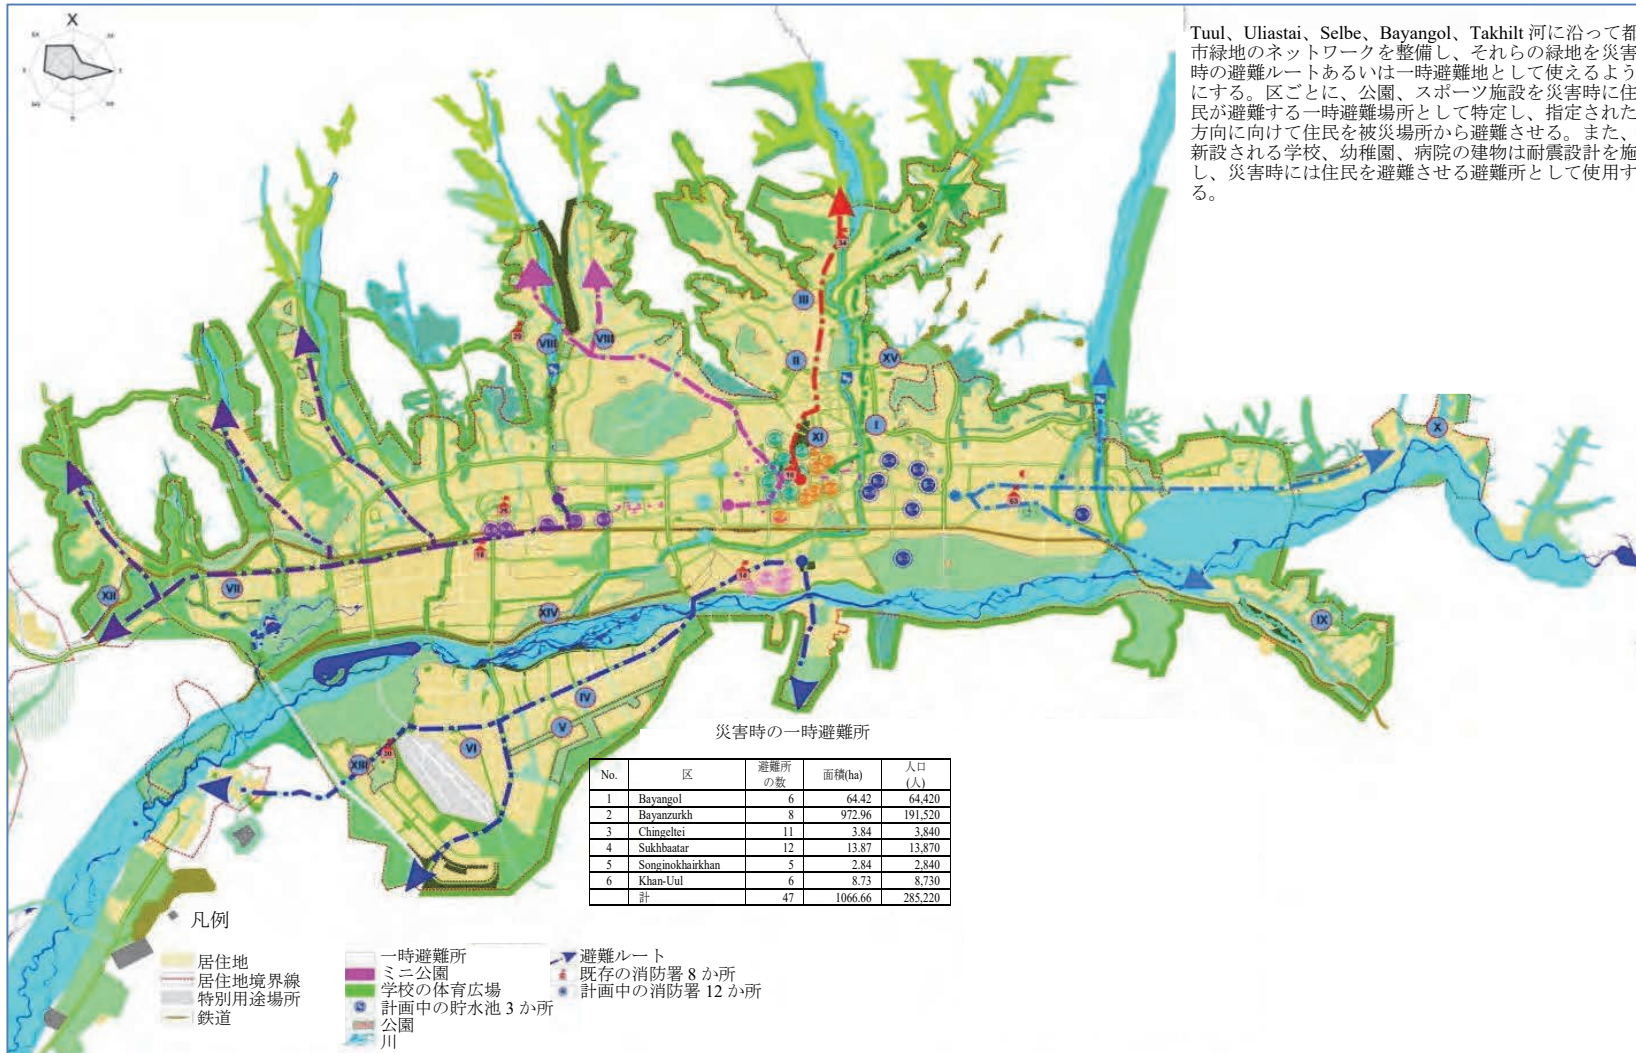 X
Tuul、Uliastai、Selbe、Bayangol、Takhilt 河に沿って都
市緑地のネットワークを整備し、それらの緑地を災害
時の避難ルートあるいは一時避難地として使えるよう
にする。区ごとに、公園、スポーツ施設を災害時に住
民が避難する一時避難場所として特定し、指定された
方向に向けて住民を被災場所から避難させる。また、
新設される学校、幼稚園、病院の建物は耐震設計を施
し、災害時には住民を避難させる避難所として使用す
る。
34
III
29
VIII
VIII
II
XV
I
XI
X
16
63
18
XII
VII
XIV
IX
IV
V
VI
XIII
災害時の一時避難所
No. 区 避難所の数 面積(ha) 人口(人)
1 Bayangol 6 64.42 64,420
2 Bayanzurkh 8 972.96 191,520
3 Chingeltei 11 3.84 3,840
4 Sukhbaatar 12 13.87 13,870
5 Songinokhairkhan 5 2.84 2,840
6 Khan-Uul 6 8.73 8,730
計 47 1066.66 285,220
凡例
居住地
居住地境界線
特別用途場所
鉄道
一時避難所
ミニ公園
学校の体育広場
計画中の貯水池 3 か所
公園
川
避難ルート
既存の消防署 8 か所
計画中の消防署 12 か所